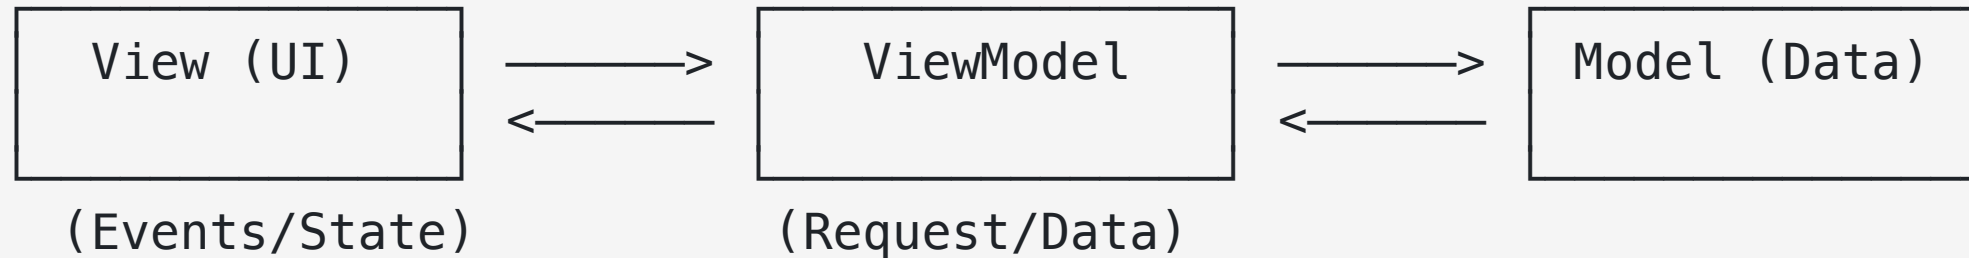 View (UI) ────────> ViewModel ────────> Model (Data)
<──────── <────────
(Events/State) (Request/Data)